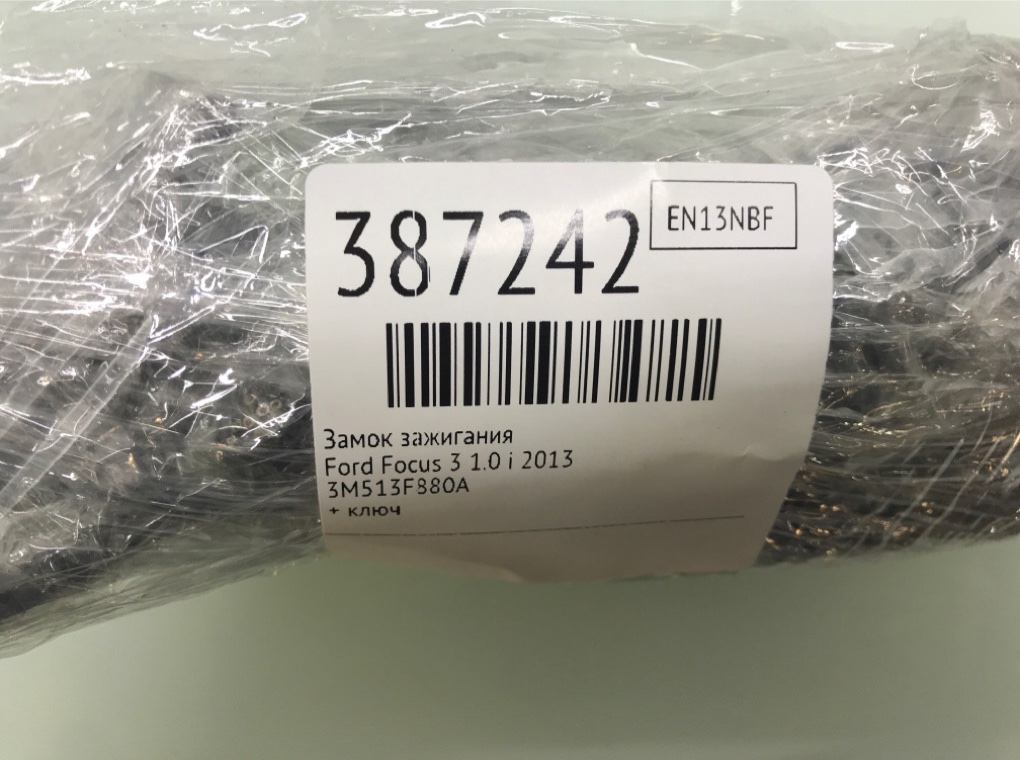 387242
EN13NBF
Замок зажигания
Ford Focus 3 1.0 i 2013
3M513F880A
+ ключ